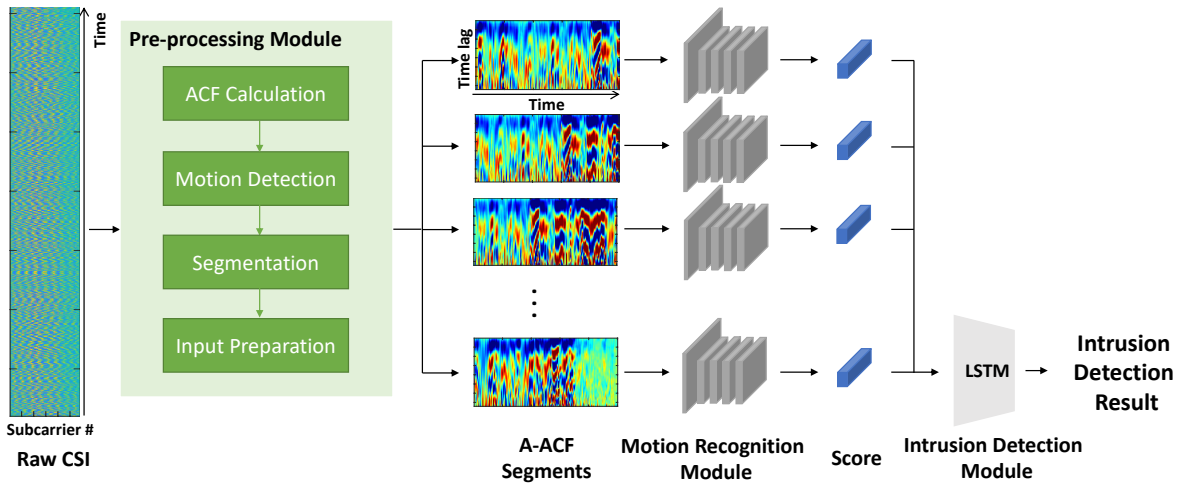 Time
Subcarrier #
Raw CSI
Pre-processing Module
ACF Calculation
Motion Detection
Segmentation
Input Preparation
Time lag
Time
A-ACF
Segments
Motion Recognition
Module
Score
LSTM
Intrusion Detection
Module
Intrusion
Detection
Result